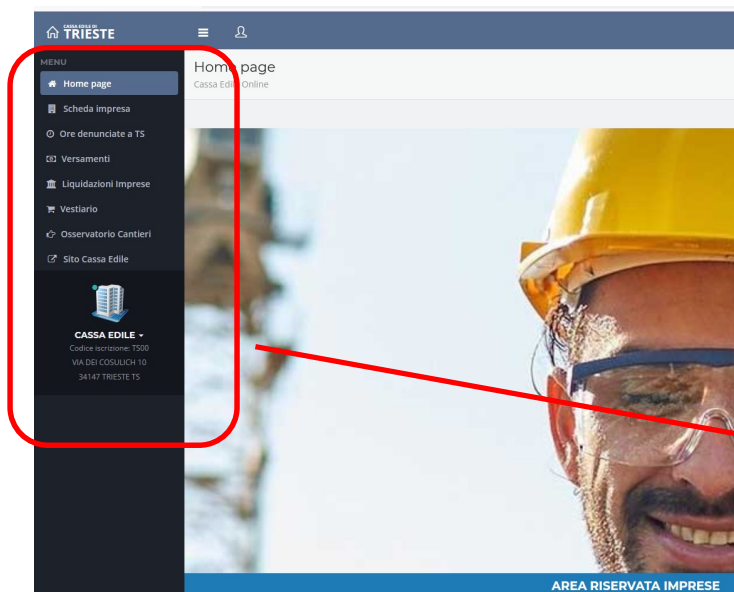 CASSA EDILE DI
TRIESTE
MENU
Home page
Scheda impresa
Ore denunciate a TS
Versamenti
Liquidazioni Imprese
Vestiario
Osservatorio Cantieri
Sito Cassa Edile
CASSA EDILE
Codice iscrizione: TS00
VIA DEI COSULICH 10
34147 TRIESTE TS
Home page
Cassa Edile Online
AREA RISERVATA IMPRESE